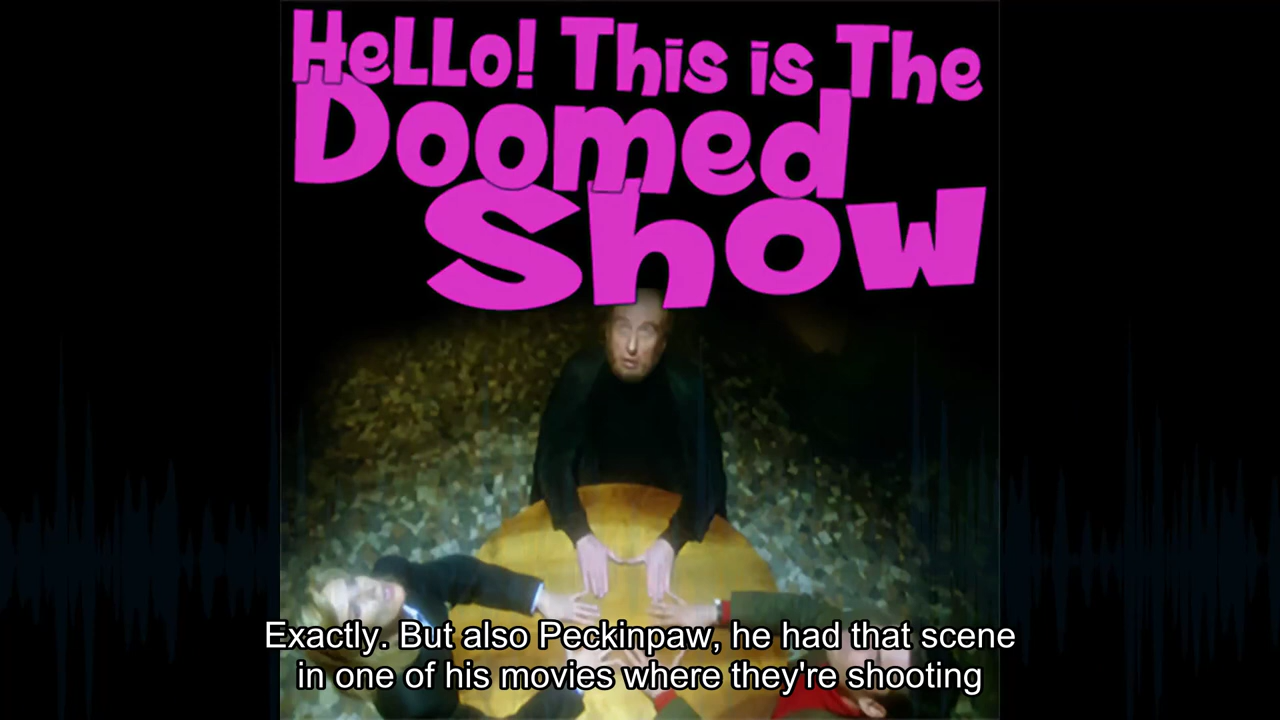 HeLLo! This is The
Doomed
Show
Exactly. But also Peckinpaw, he had that scene
in one of his movies where they're shooting